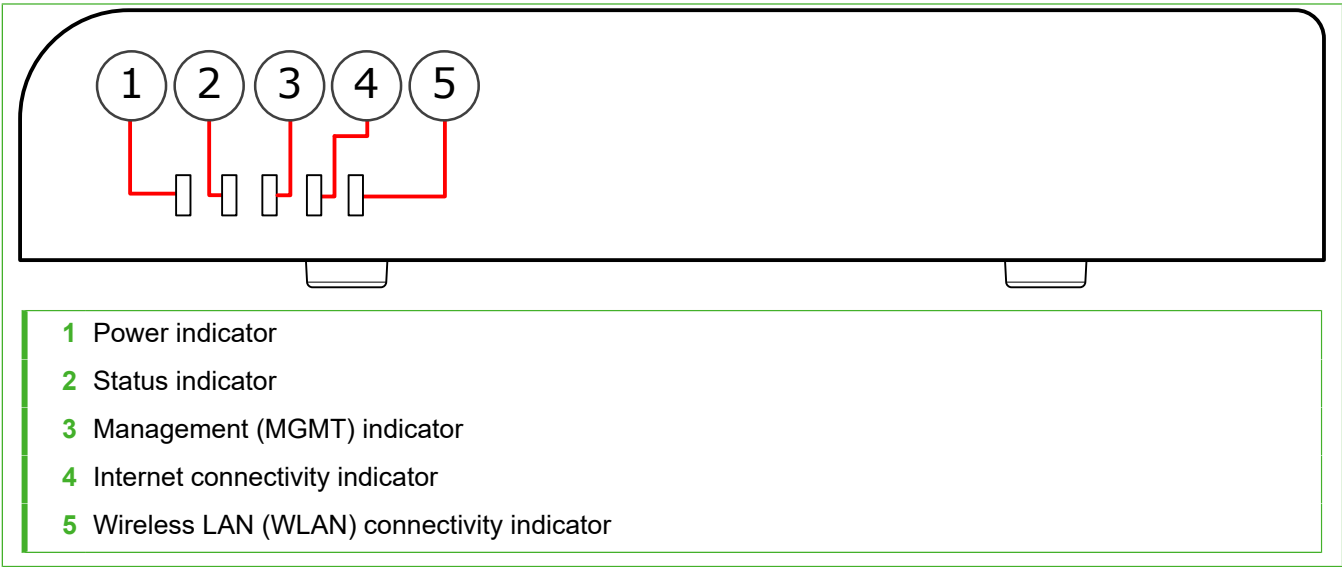 1 2 3 4 5
1 Power indicator
2 Status indicator
3 Management (MGMT) indicator
4 Internet connectivity indicator
5 Wireless LAN (WLAN) connectivity indicator